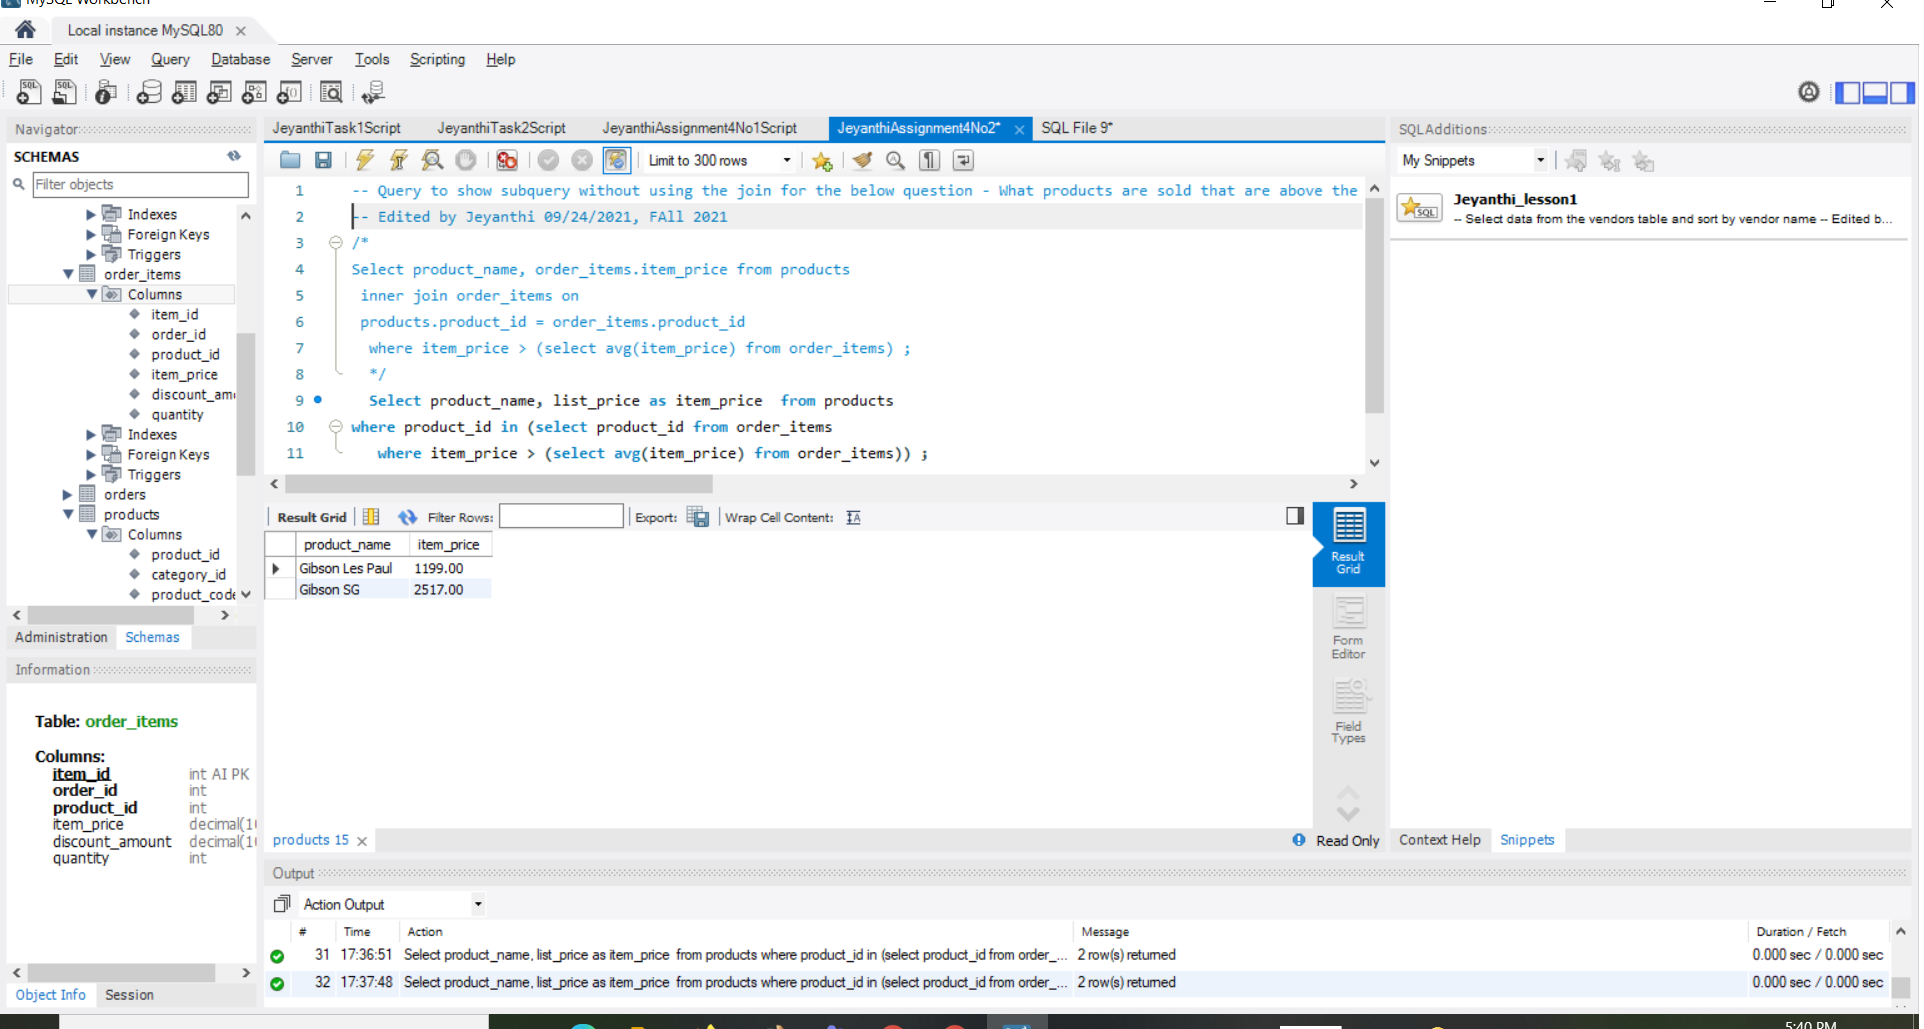 MySQL Workbench
Local instance MySQL80
File Edit View Query Database Server Tools Scripting Help
Navigator
SCHEMAS
Filter objects
Indexes
Foreign Keys
Triggers
order_items
Columns
item_id
order_id
product_id
item_price
discount_am
quantity
Indexes
Foreign Keys
Triggers
orders
products
Columns
product_id
category_id
product_code
Administration Schemas
Information
Table: order_items
Columns:
item_id int AI PK
order_id int
product_id int
item_price decimal(1
discount_amount decimal(1
quantity int
Object Info Session
JeyanthiTask1Script JeyanthiTask2Script JeyanthiAssignment4No1Script JeyanthiAssignment4No2* SQL File 9*
Limit to 300 rows
1 -- Query to show subquery without using the join for the below question - What products are sold that are above the
2 -- Edited by Jeyanthi 09/24/2021, FAll 2021
3 /*
4 Select product_name, order_items.item_price from products
5 inner join order_items on
6 products.product_id = order_items.product_id
7 where item_price > (select avg(item_price) from order_items) ;
8 */
9 Select product_name, list_price as item_price from products
10 where product_id in (select product_id from order_items
11 where item_price > (select avg(item_price) from order_items)) ;
Result Grid Filter Rows: Export: Wrap Cell Content:
product_name item_price
Gibson Les Paul 1199.00
Gibson SG 2517.00
Result Grid
Form Editor
Field Types
products 15
Read Only
SQLAdditions
My Snippets
SQL
Jeyanthi_lesson1
-- Select data from the vendors table and sort by vendor name -- Edited b...
Context Help Snippets
Output
Action Output
# Time Action Message Duration / Fetch
31 17:36:51 Select product_name, list_price as item_price from products where product_id in (select product_id from order_... 2 row(s) returned 0.000 sec / 0.000 sec
32 17:37:48 Select product_name, list_price as item_price from products where product_id in (select product_id from order_... 2 row(s) returned 0.000 sec / 0.000 sec
5:40 PM